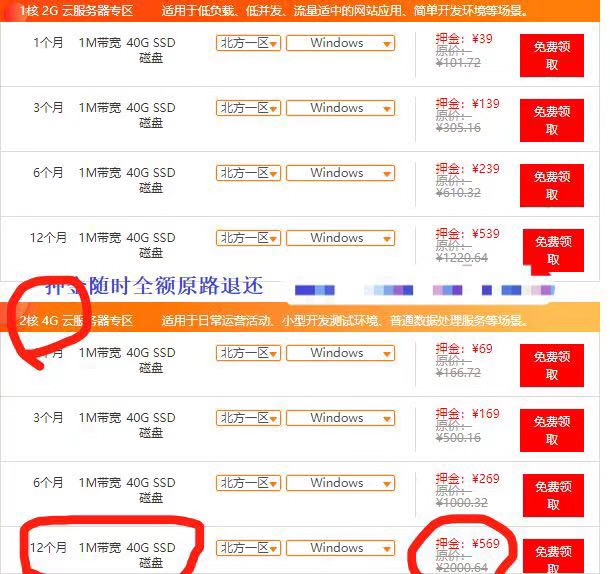 1核 2G 云服务器专区 适用于低负载、低并发、流量适中的网站应用、简单开发环境等场景。
1个月 1M带宽 40G SSD 磁盘 北方一区 Windows 押金：¥39 原价：¥101.72 免费领取
3个月 1M带宽 40G SSD 磁盘 北方一区 Windows 押金：¥139 原价：¥305.16 免费领取
6个月 1M带宽 40G SSD 磁盘 北方一区 Windows 押金：¥239 原价：¥610.32 免费领取
12个月 1M带宽 40G SSD 磁盘 北方一区 Windows 押金：¥539 原价：¥1220.64 免费领取
押金随时全额原路退还
2核 4G 云服务器专区 适用于日常运营活动、小型开发测试环境、普通数据处理服务等场景。
个月 1M带宽 40G SSD 磁盘 北方一区 Windows 押金：¥69 原价：¥166.72 免费领取
3个月 1M带宽 40G SSD 磁盘 北方一区 Windows 押金：¥169 原价：¥500.16 免费领取
6个月 1M带宽 40G SSD 磁盘 北方一区 Windows 押金：¥269 原价：¥1000.32 免费领取
12个月 1M带宽 40G SSD 磁盘 北方一区 Windows 押金：¥569 原价：¥2000.64 免费领